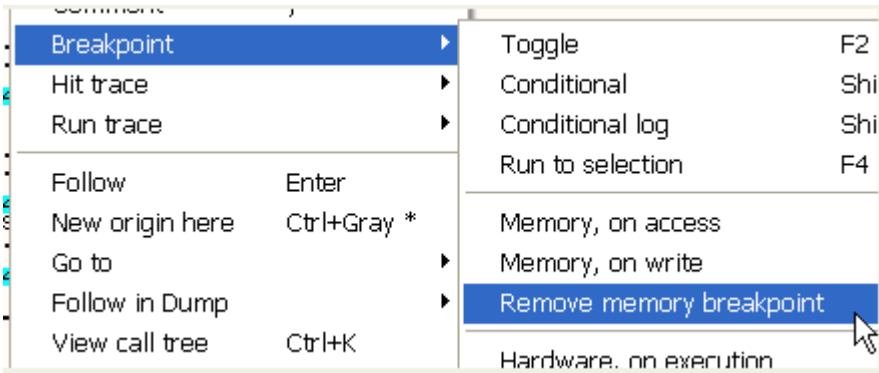 Breakpoint
Hit trace
Run trace
Follow Enter
New origin here Ctrl+Gray *
Go to
Follow in Dump
View call tree Ctrl+K
Toggle F2
Conditional Shi
Conditional log Shi
Run to selection F4
Memory, on access
Memory, on write
Remove memory breakpoint
Hardware, on execution